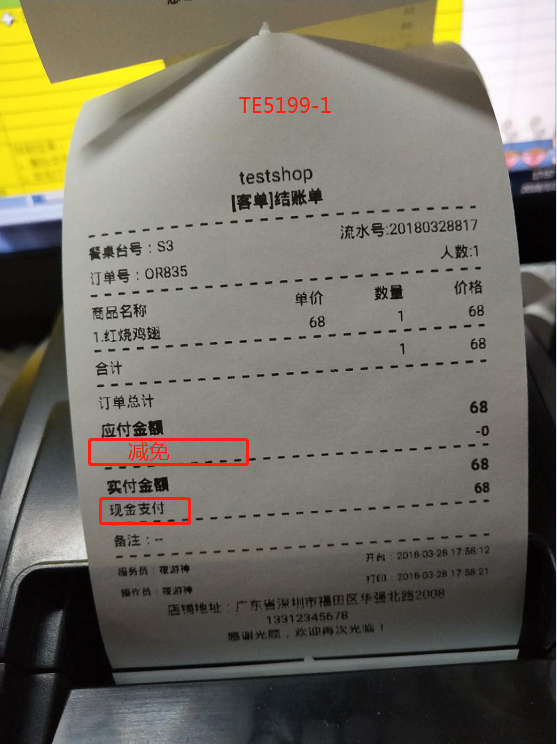 TE5199-1
testshop
[客单]结账单
餐桌台号：S3 流水号:20180328817
订单号：OR835 人数:1
商品名称 单价 数量 价格
1.红烧鸡翅 68 1 68
合计 1 68
订单总计
应付金额 68
减免 -0
实付金额 68
现金支付 68
备注：--
服务员：夜游神 开台：2018-03-28 17:58:12
操作员：夜游神 打印：2018-03-28 17:58:21
店铺地址：广东省深圳市福田区华强北路2008
13312345678
感谢光顾，欢迎再次光临！